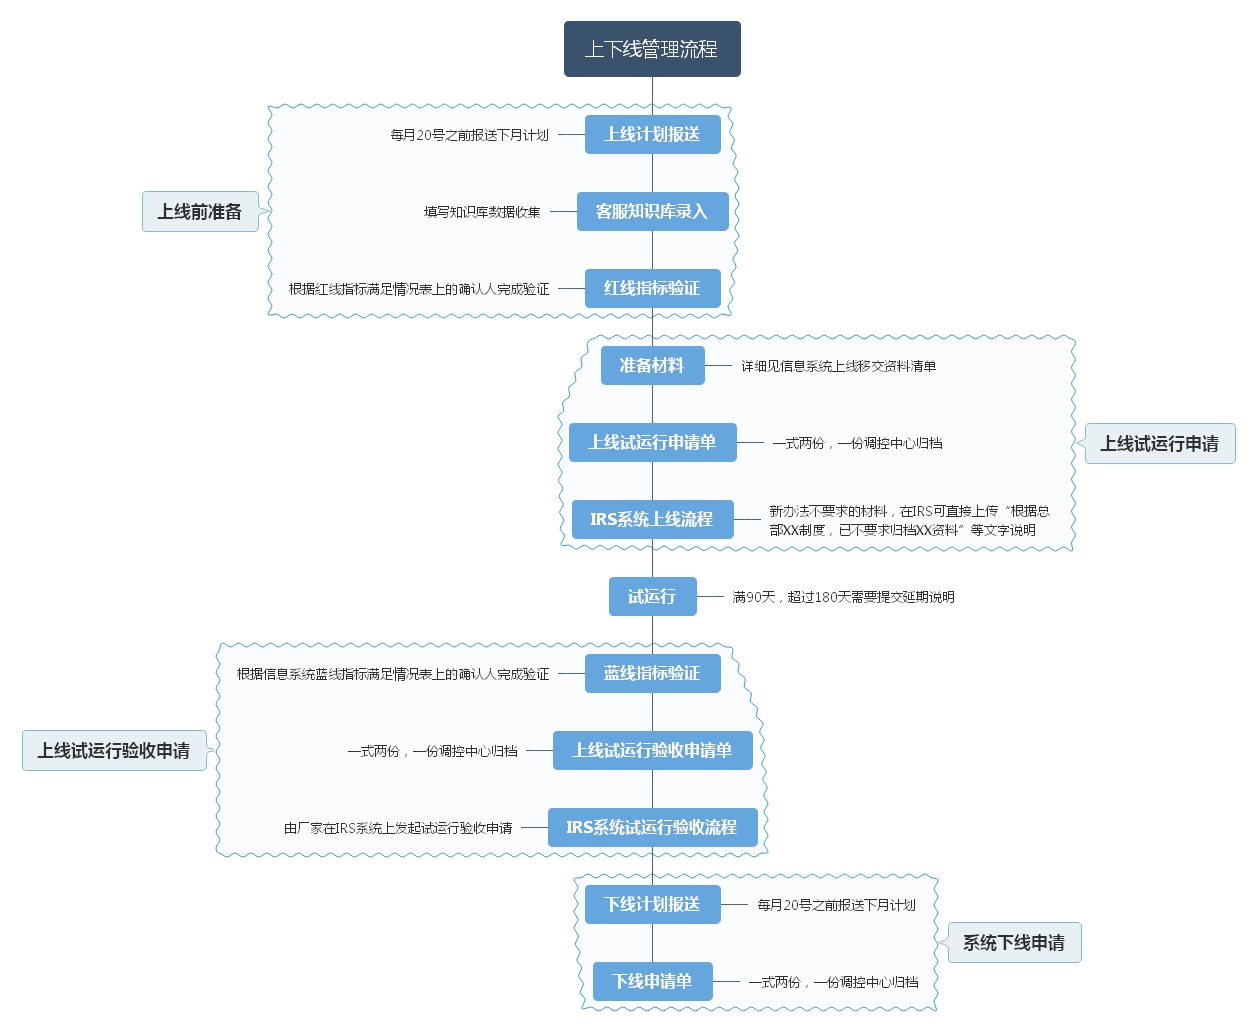 上下线管理流程
上线前准备
每月20号之前报送下月计划
上线计划报送
填写知识库数据收集
客服知识库录入
根据红线指标满足情况表上的确认人完成验证
红线指标验证
准备材料
详细见信息系统上线移交资料清单
上线试运行申请单
一式两份，一份调控中心归档
上线试运行申请
IRS系统上线流程
新办法不要求的材料，在IRS可直接上传“根据总
部XX制度，已不要求归档XX资料”等文字说明
试运行
满90天，超过180天需要提交延期说明
根据信息系统蓝线指标满足情况表上的确认人完成验证
蓝线指标验证
上线试运行验收申请
一式两份，一份调控中心归档
上线试运行验收申请单
由厂家在IRS系统上发起试运行验收申请
IRS系统试运行验收流程
下线计划报送
每月20号之前报送下月计划
系统下线申请
下线申请单
一式两份，一份调控中心归档